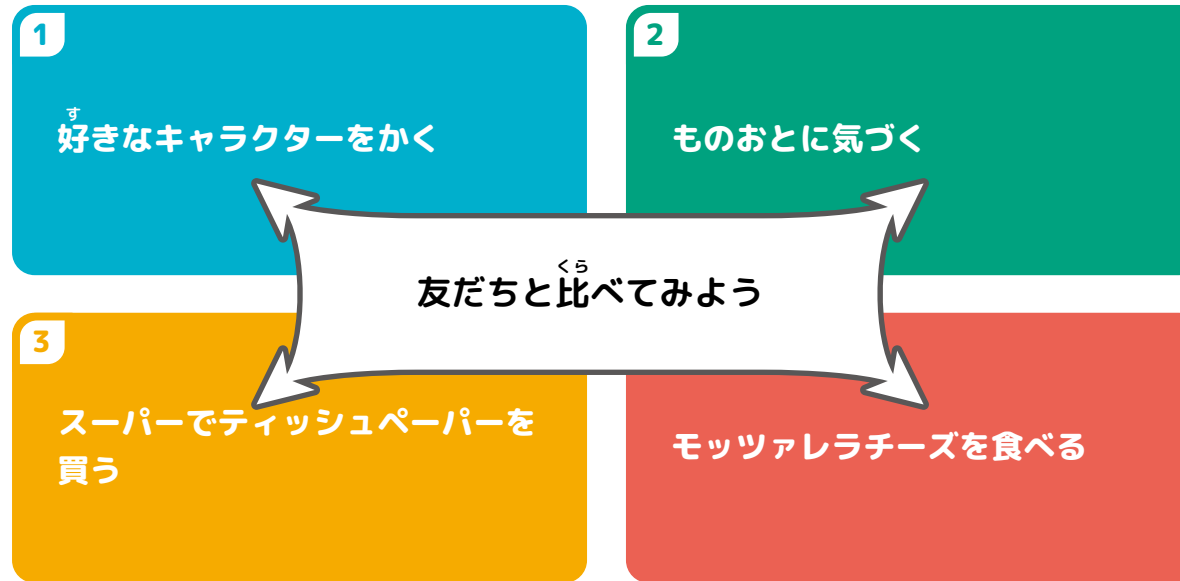 1
好きなキャラクターをかく
す
2
ものおとに気づく
友だちと比べてみよう
くら
3
スーパーでティッシュペーパーを
買う
モッツァレラチーズを食べる